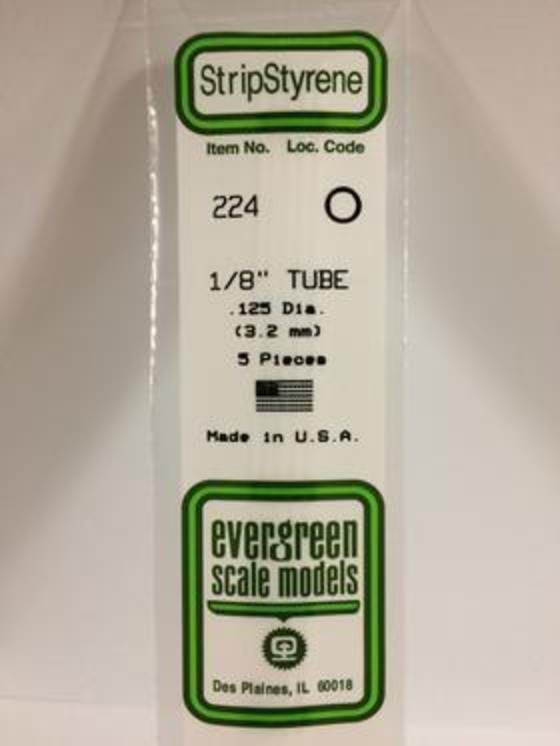 StripStyrene
Item No. Loc. Code
224
1/8" TUBE
.125 Dia.
(3.2 mm)
5 Pieces
Made in U.S.A.
evergreen
scale models
Des Plaines, IL 60018